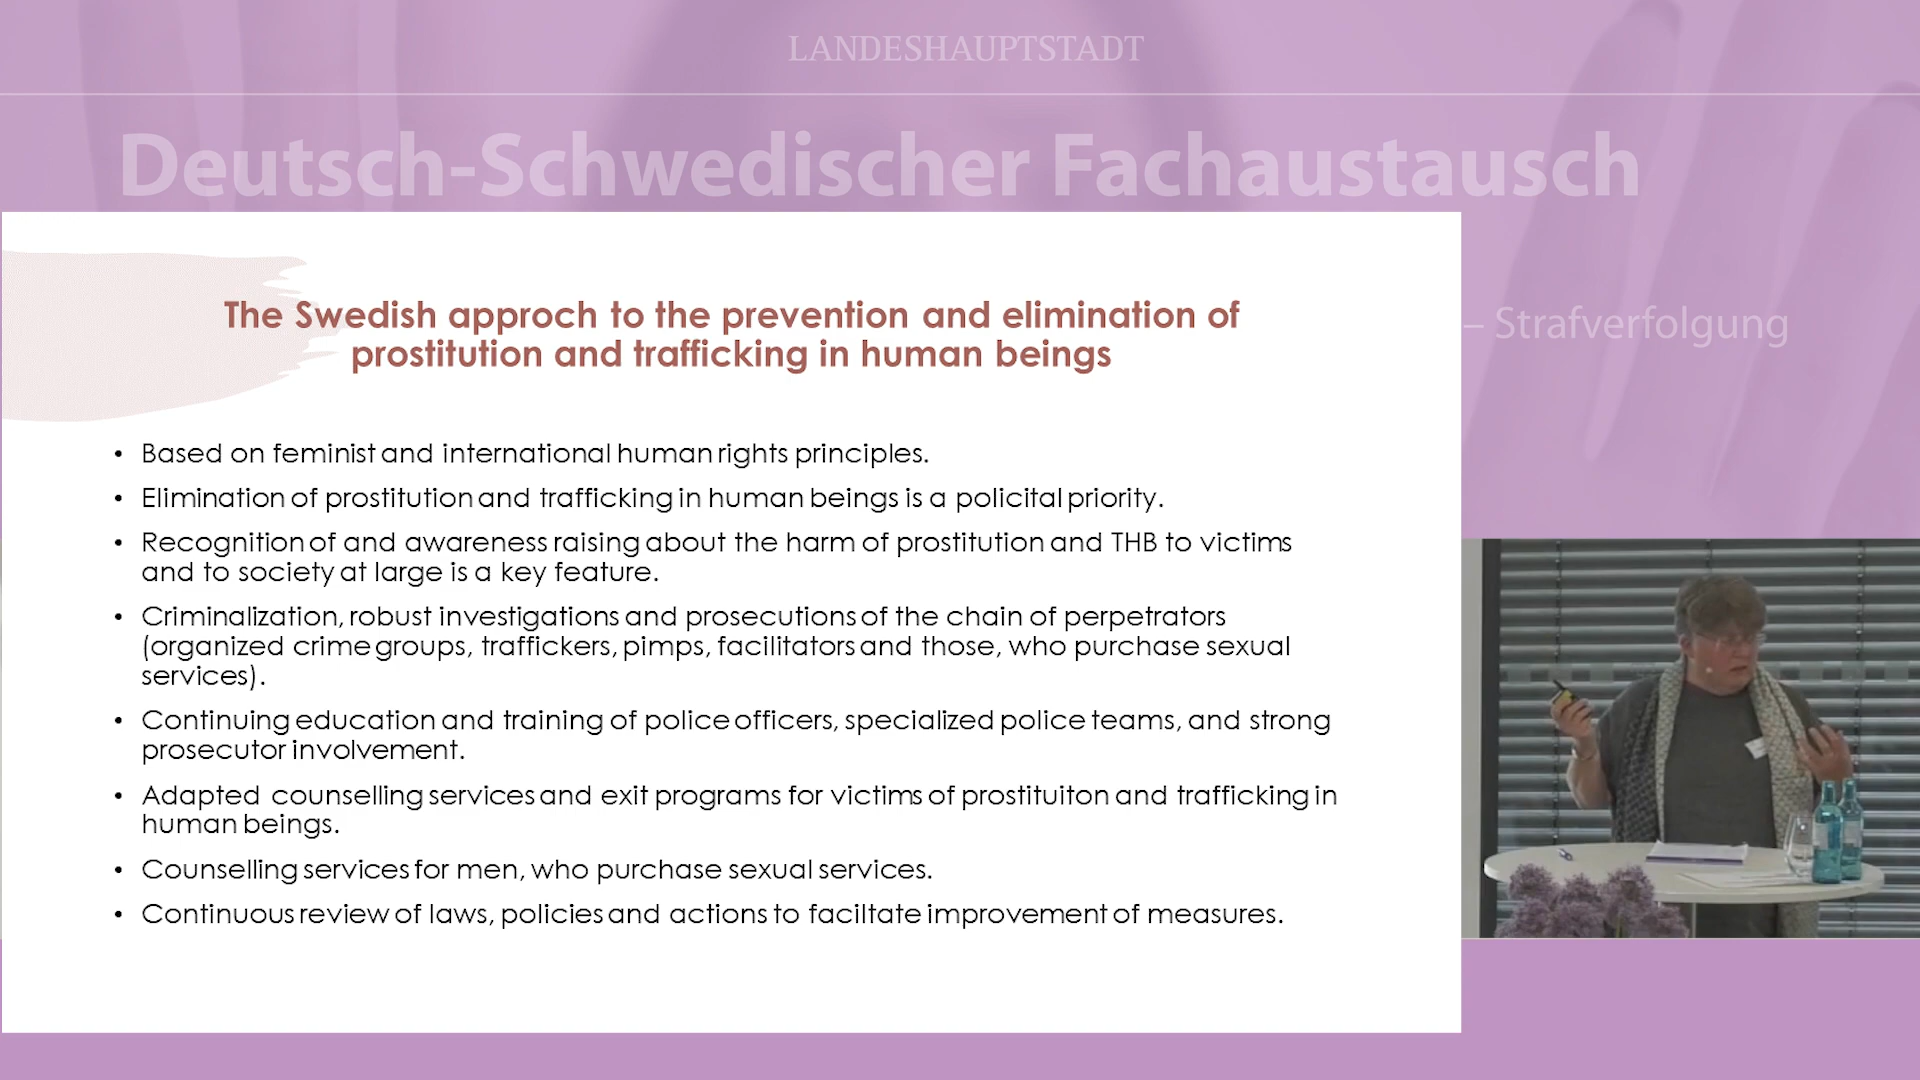 LANDESHAUPTSTADT
Deutsch-Schwedischer Fachaustausch
– Strafverfolgung
The Swedish approch to the prevention and elimination of
prostitution and trafficking in human beings
• Based on feminist and international human rights principles.
• Elimination of prostitution and trafficking in human beings is a policital priority.
• Recognition of and awareness raising about the harm of prostitution and THB to victims
and to society at large is a key feature.
• Criminalization, robust investigations and prosecutions of the chain of perpetrators
(organized crime groups, traffickers, pimps, facilitators and those, who purchase sexual
services).
• Continuing education and training of police officers, specialized police teams, and strong
prosecutor involvement.
• Adapted counselling services and exit programs for victims of prostituiton and trafficking in
human beings.
• Counselling services for men, who purchase sexual services.
• Continuous review of laws, policies and actions to faciltate improvement of measures.